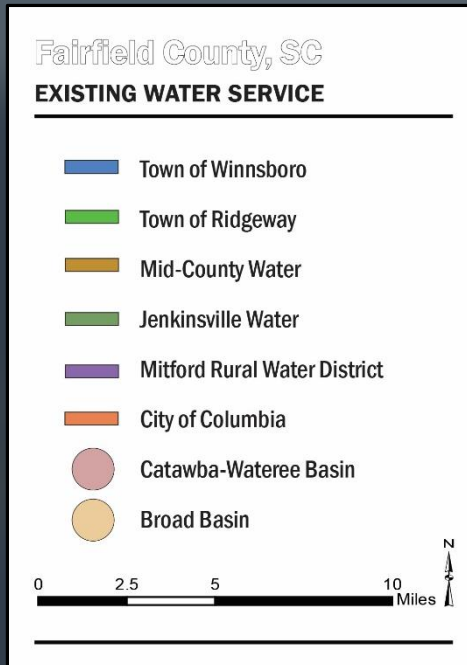 Fairfield County, SC
EXISTING WATER SERVICE
Town of Winnsboro
Town of Ridgeway
Mid-County Water
Jenkinsville Water
Mitford Rural Water District
City of Columbia
Catawba-Wateree Basin
Broad Basin
N
0 2.5 5 10
Miles